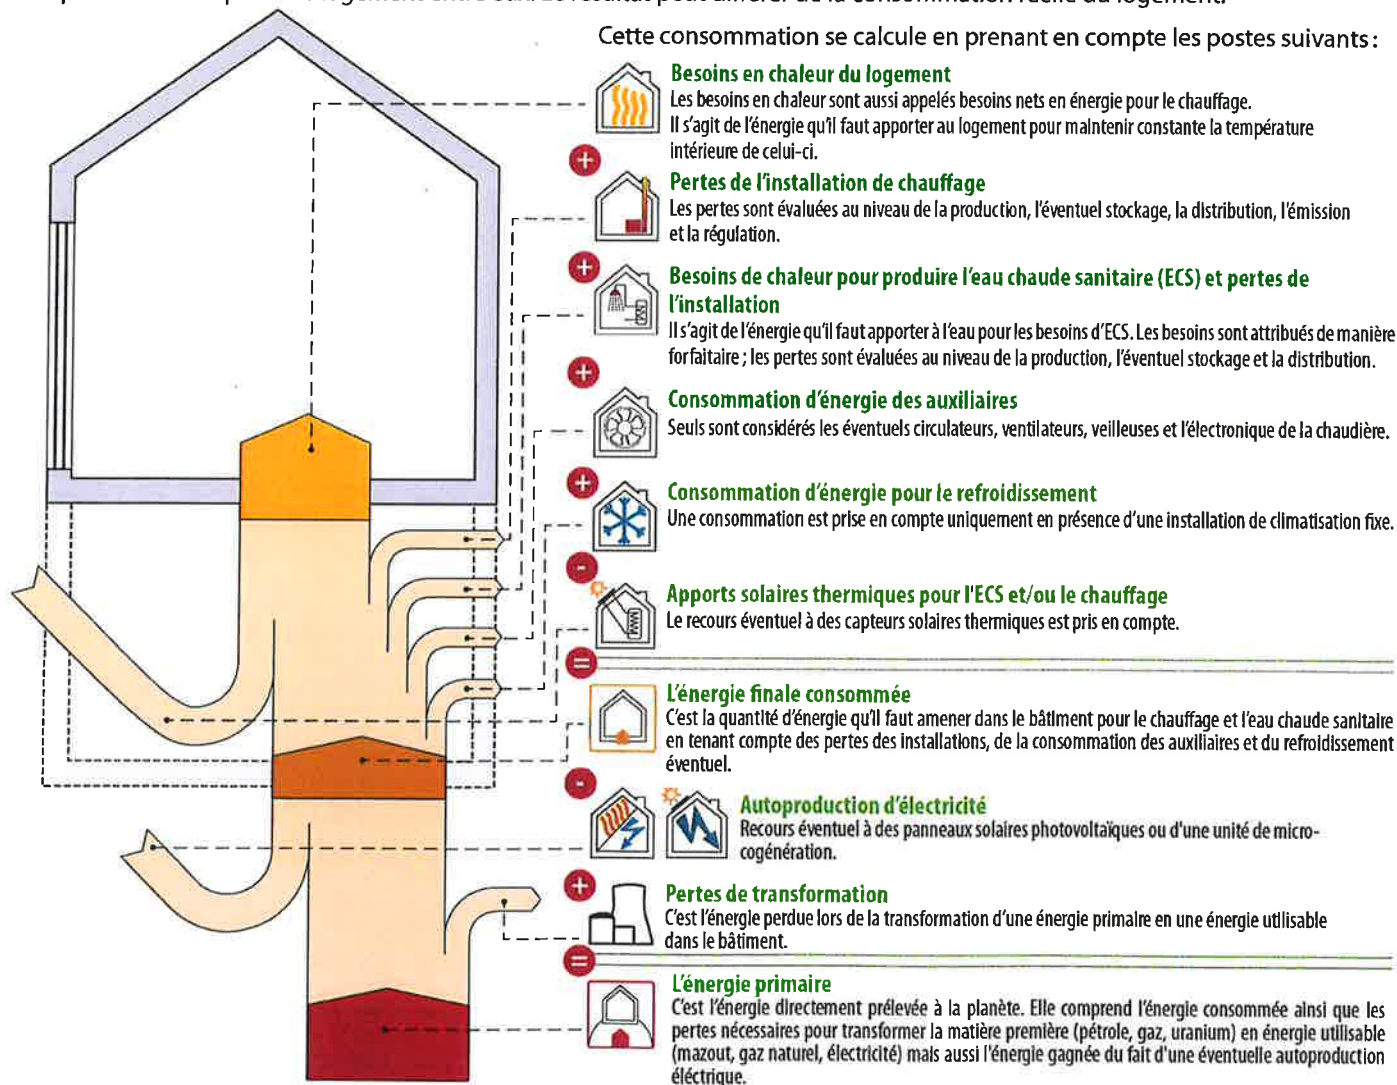 Cette consommation se calcule en prenant en compte les postes suivants :
Besoins en chaleur du logement
Les besoins en chaleur sont aussi appelés besoins nets en énergie pour le chauffage.
Il s'agit de l'énergie qu'il faut apporter au logement pour maintenir constante la température
intérieure de celui-ci.
+
Pertes de l'installation de chauffage
Les pertes sont évaluées au niveau de la production, l'éventuel stockage, la distribution, l'émission
et la régulation.
+
Besoins de chaleur pour produire l'eau chaude sanitaire (ECS) et pertes de
l'installation
Il s'agit de l'énergie qu'il faut apporter à l'eau pour les besoins d'ECS. Les besoins sont attribués de manière
forfaitaire ; les pertes sont évaluées au niveau de la production, l'éventuel stockage et la distribution.
+
Consommation d'énergie des auxiliaires
Seuls sont considérés les éventuels circulateurs, ventilateurs, veilleuses et l'électronique de la chaudière.
+
Consommation d'énergie pour le refroidissement
Une consommation est prise en compte uniquement en présence d'une installation de climatisation fixe.
-
Apports solaires thermiques pour l'ECS et/ou le chauffage
Le recours éventuel à des capteurs solaires thermiques est pris en compte.
=
L'énergie finale consommée
C'est la quantité d'énergie qu'il faut amener dans le bâtiment pour le chauffage et l'eau chaude sanitaire
en tenant compte des pertes des installations, de la consommation des auxiliaires et du refroidissement
éventuel.
-
Autoproduction d'électricité
Recours éventuel à des panneaux solaires photovoltaïques ou d'une unité de micro-
cogénération.
+
Pertes de transformation
C'est l'énergie perdue lors de la transformation d'une énergie primaire en une énergie utilisable
dans le bâtiment.
=
L'énergie primaire
C'est l'énergie directement prélevée à la planète. Elle comprend l'énergie consommée ainsi que les
pertes nécessaires pour transformer la matière première (pétrole, gaz, uranium) en énergie utilisable
(mazout, gaz naturel, électricité) mais aussi l'énergie gagnée du fait d'une éventuelle autoproduction
éléctrique.